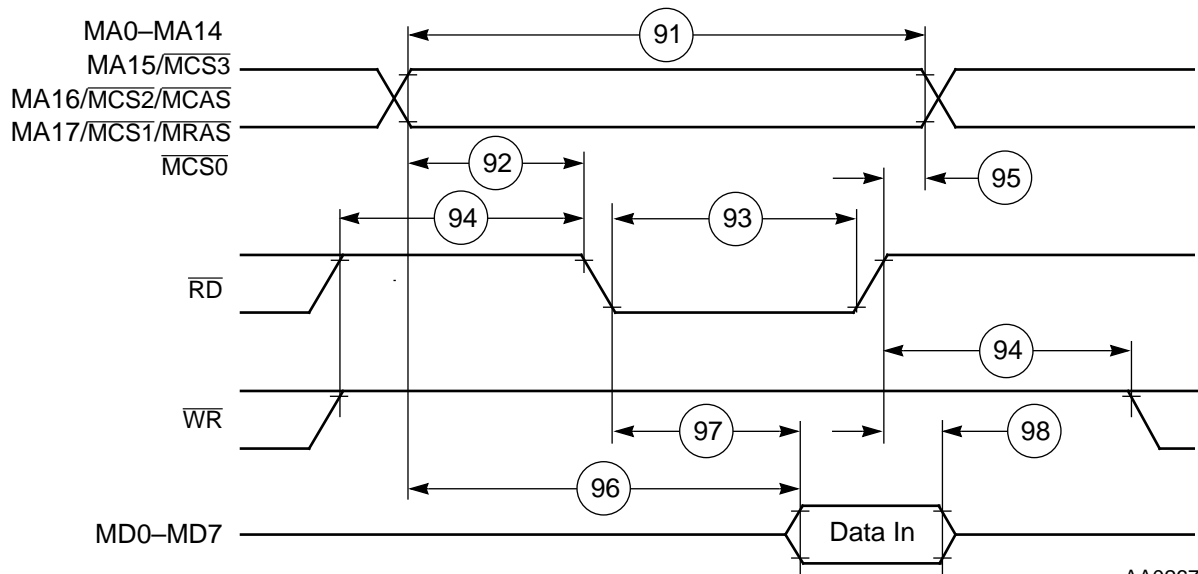 MA0–MA14
91
MA15/MCS3
MA16/MCS2/MCAS
MA17/MCS1/MRAS
MCS0
92
95
94
93
RD
94
WR
97
98
96
MD0–MD7
Data In